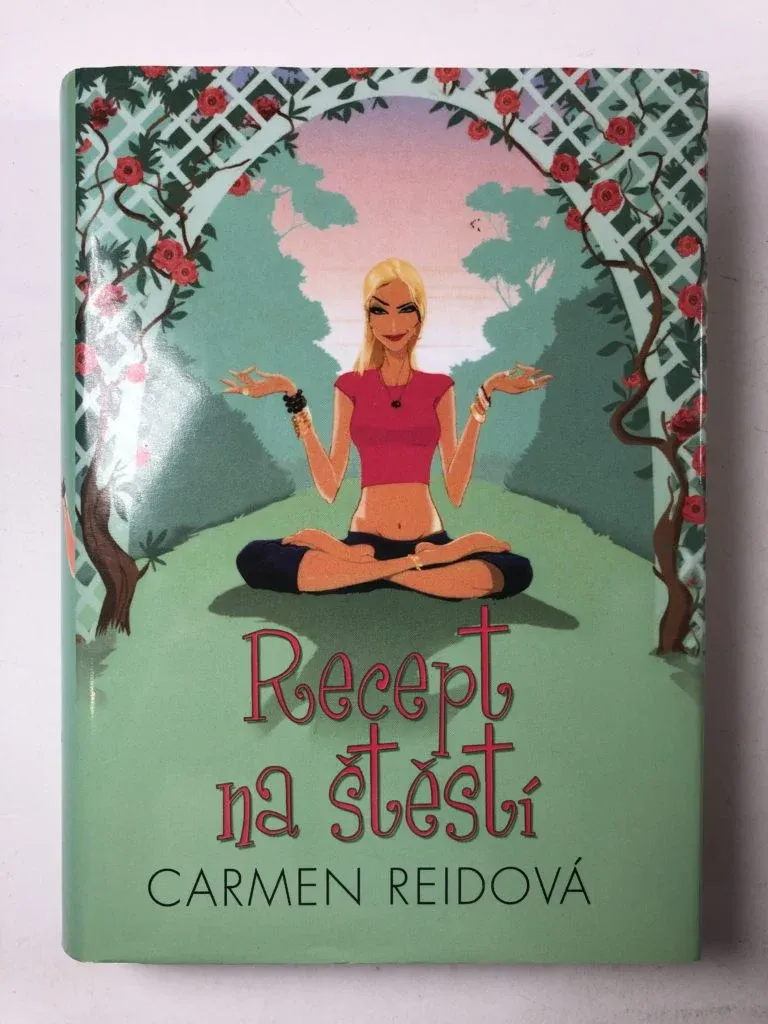 Recept
na štěstí
CARMEN REIDOVÁ